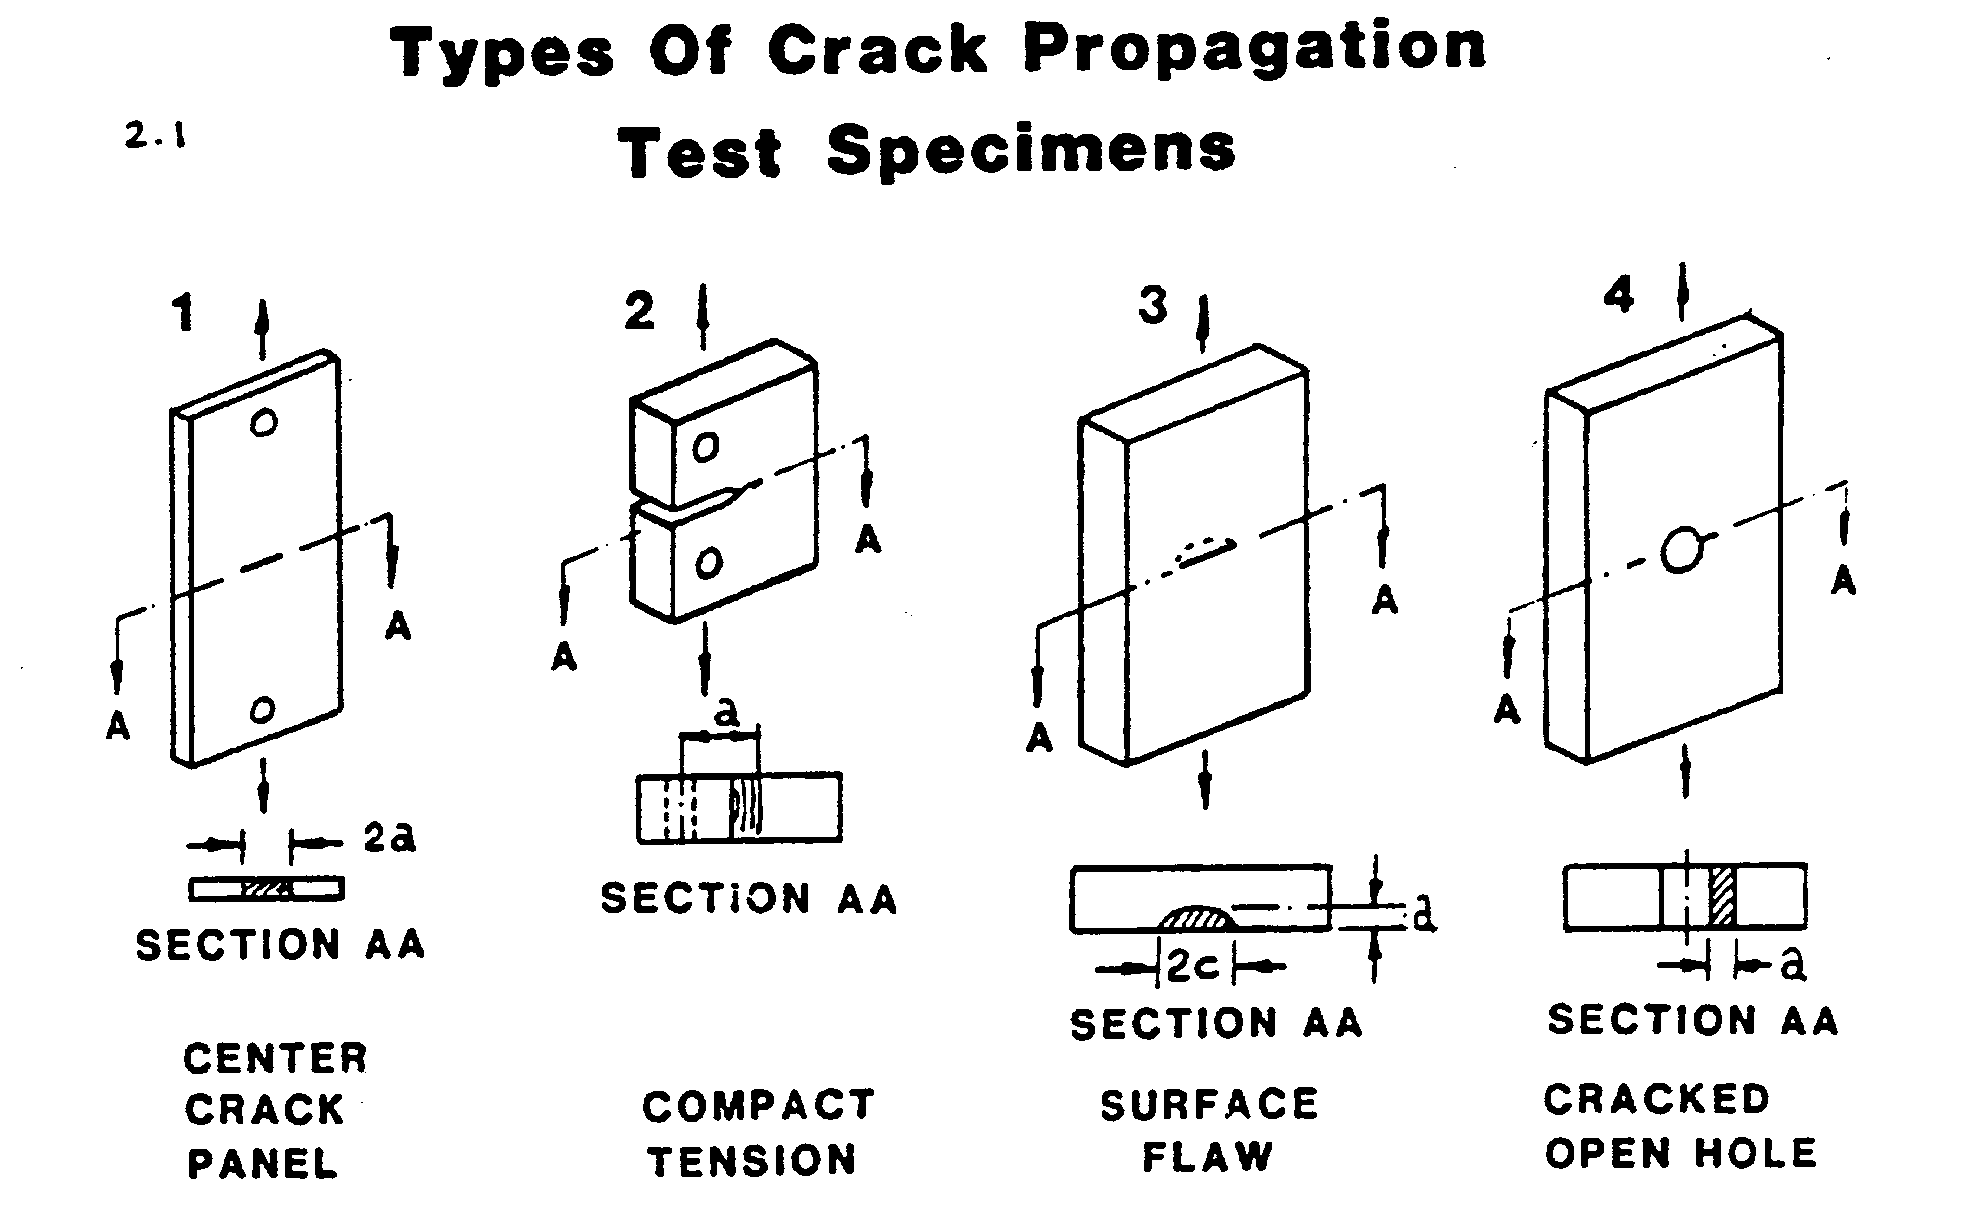 Types Of Crack Propagation
2.1
Test Specimens
1
2
3
4
A
A
A
A
A
A
A
A
2a
a
2c
a
a
SECTION AA
SECTION AA
SECTION AA
SECTION AA
CENTER
CRACK
PANEL
COMPACT
TENSION
SURFACE
FLAW
CRACKED
OPEN HOLE